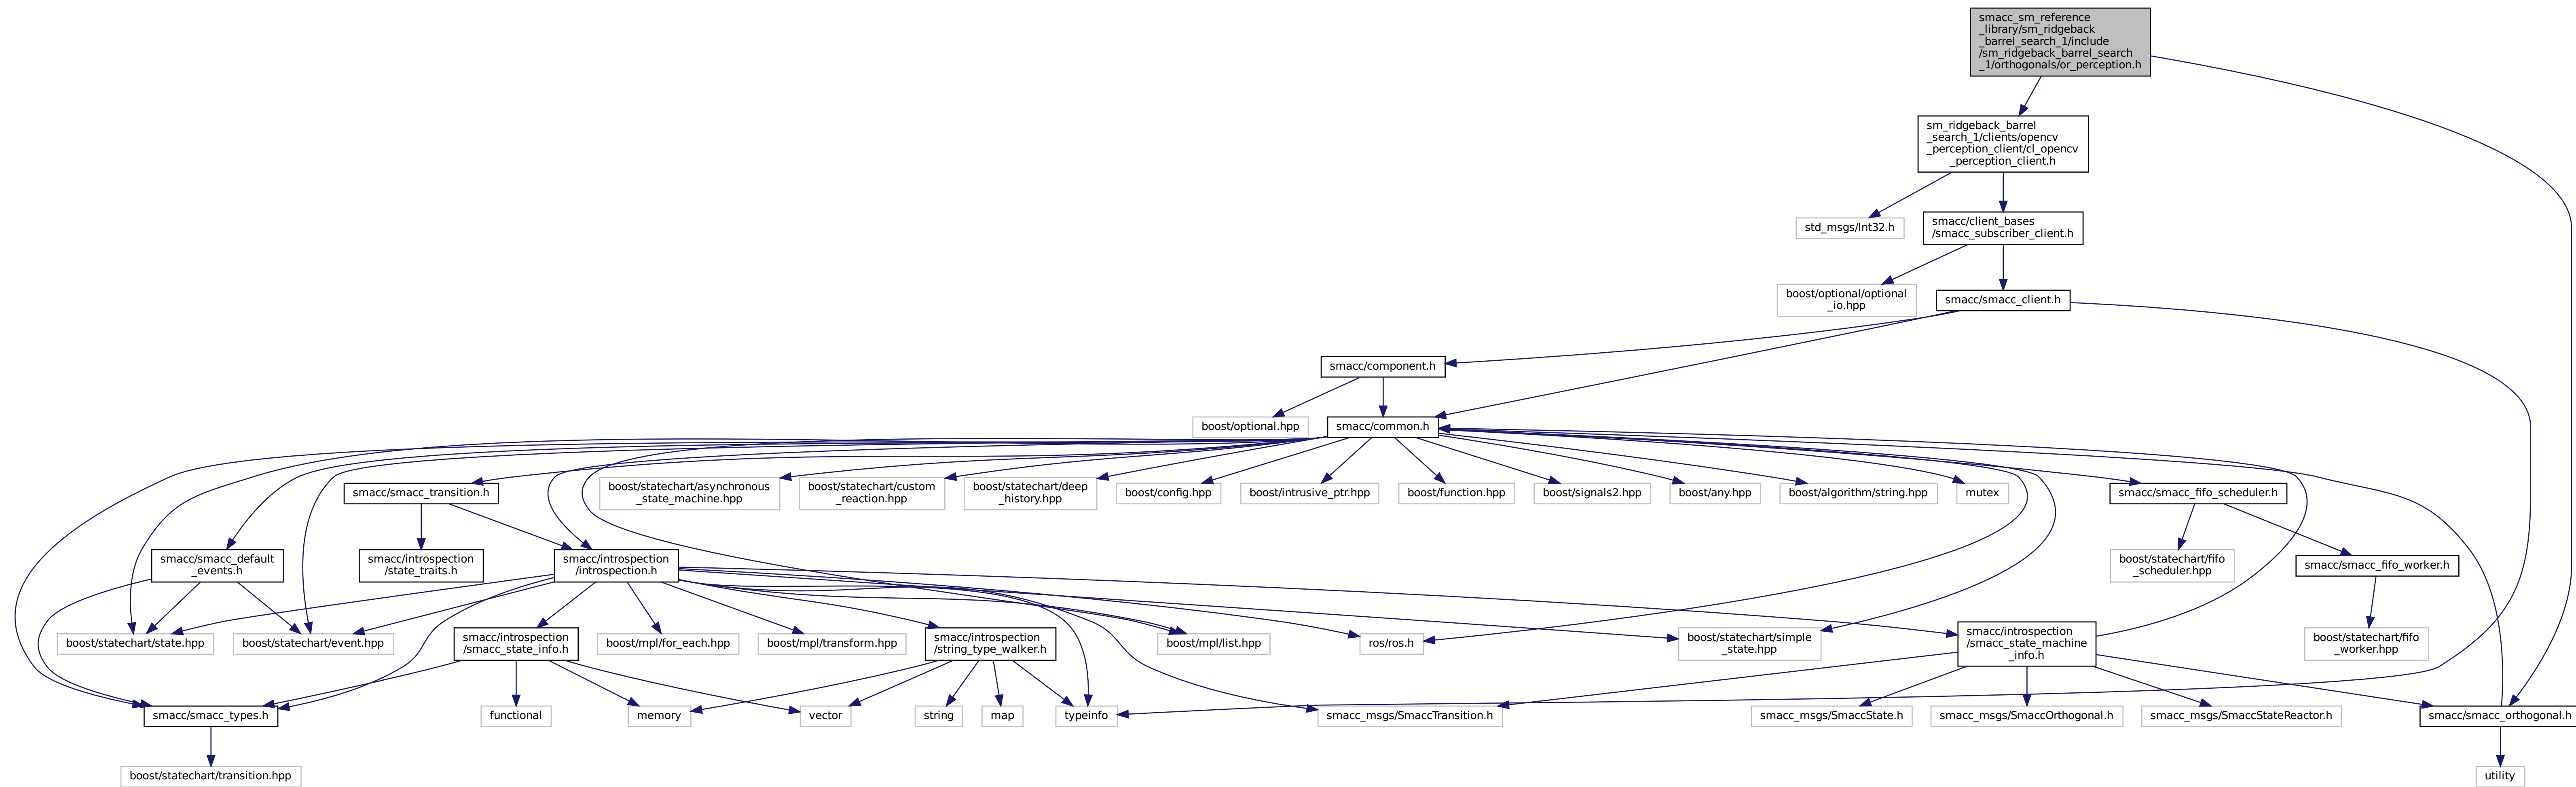 smacc_sm_reference
_library/sm_ridgeback
_barrel_search_1/include
/sm_ridgeback_barrel_search
_1/orthogonals/or_perception.h
sm_ridgeback_barrel
_search_1/clients/opencv
_perception_client/cl_opencv
_perception_client.h
std_msgs/Int32.h
smacc/client_bases
/smacc_subscriber_client.h
boost/optional/optional
_io.hpp
smacc/smacc_client.h
smacc/component.h
boost/optional.hpp
smacc/common.h
smacc/smacc_transition.h
boost/statechart/asynchronous
_state_machine.hpp
boost/statechart/custom
_reaction.hpp
boost/statechart/deep
_history.hpp
boost/config.hpp
boost/intrusive_ptr.hpp
boost/function.hpp
boost/signals2.hpp
boost/any.hpp
boost/algorithm/string.hpp
mutex
smacc/smacc_fifo_scheduler.h
smacc/smacc_default
_events.h
smacc/introspection
/state_traits.h
smacc/introspection
/introspection.h
boost/statechart/fifo
_scheduler.hpp
smacc/smacc_fifo_worker.h
boost/statechart/state.hpp
boost/statechart/event.hpp
smacc/introspection
/smacc_state_info.h
boost/mpl/for_each.hpp
boost/mpl/transform.hpp
smacc/introspection
/string_type_walker.h
boost/mpl/list.hpp
ros/ros.h
boost/statechart/simple
_state.hpp
smacc/introspection
/smacc_state_machine
_info.h
boost/statechart/fifo
_worker.hpp
smacc/smacc_types.h
functional
memory
vector
string
map
typeinfo
smacc_msgs/SmaccTransition.h
smacc_msgs/SmaccState.h
smacc_msgs/SmaccOrthogonal.h
smacc_msgs/SmaccStateReactor.h
smacc/smacc_orthogonal.h
boost/statechart/transition.hpp
utility